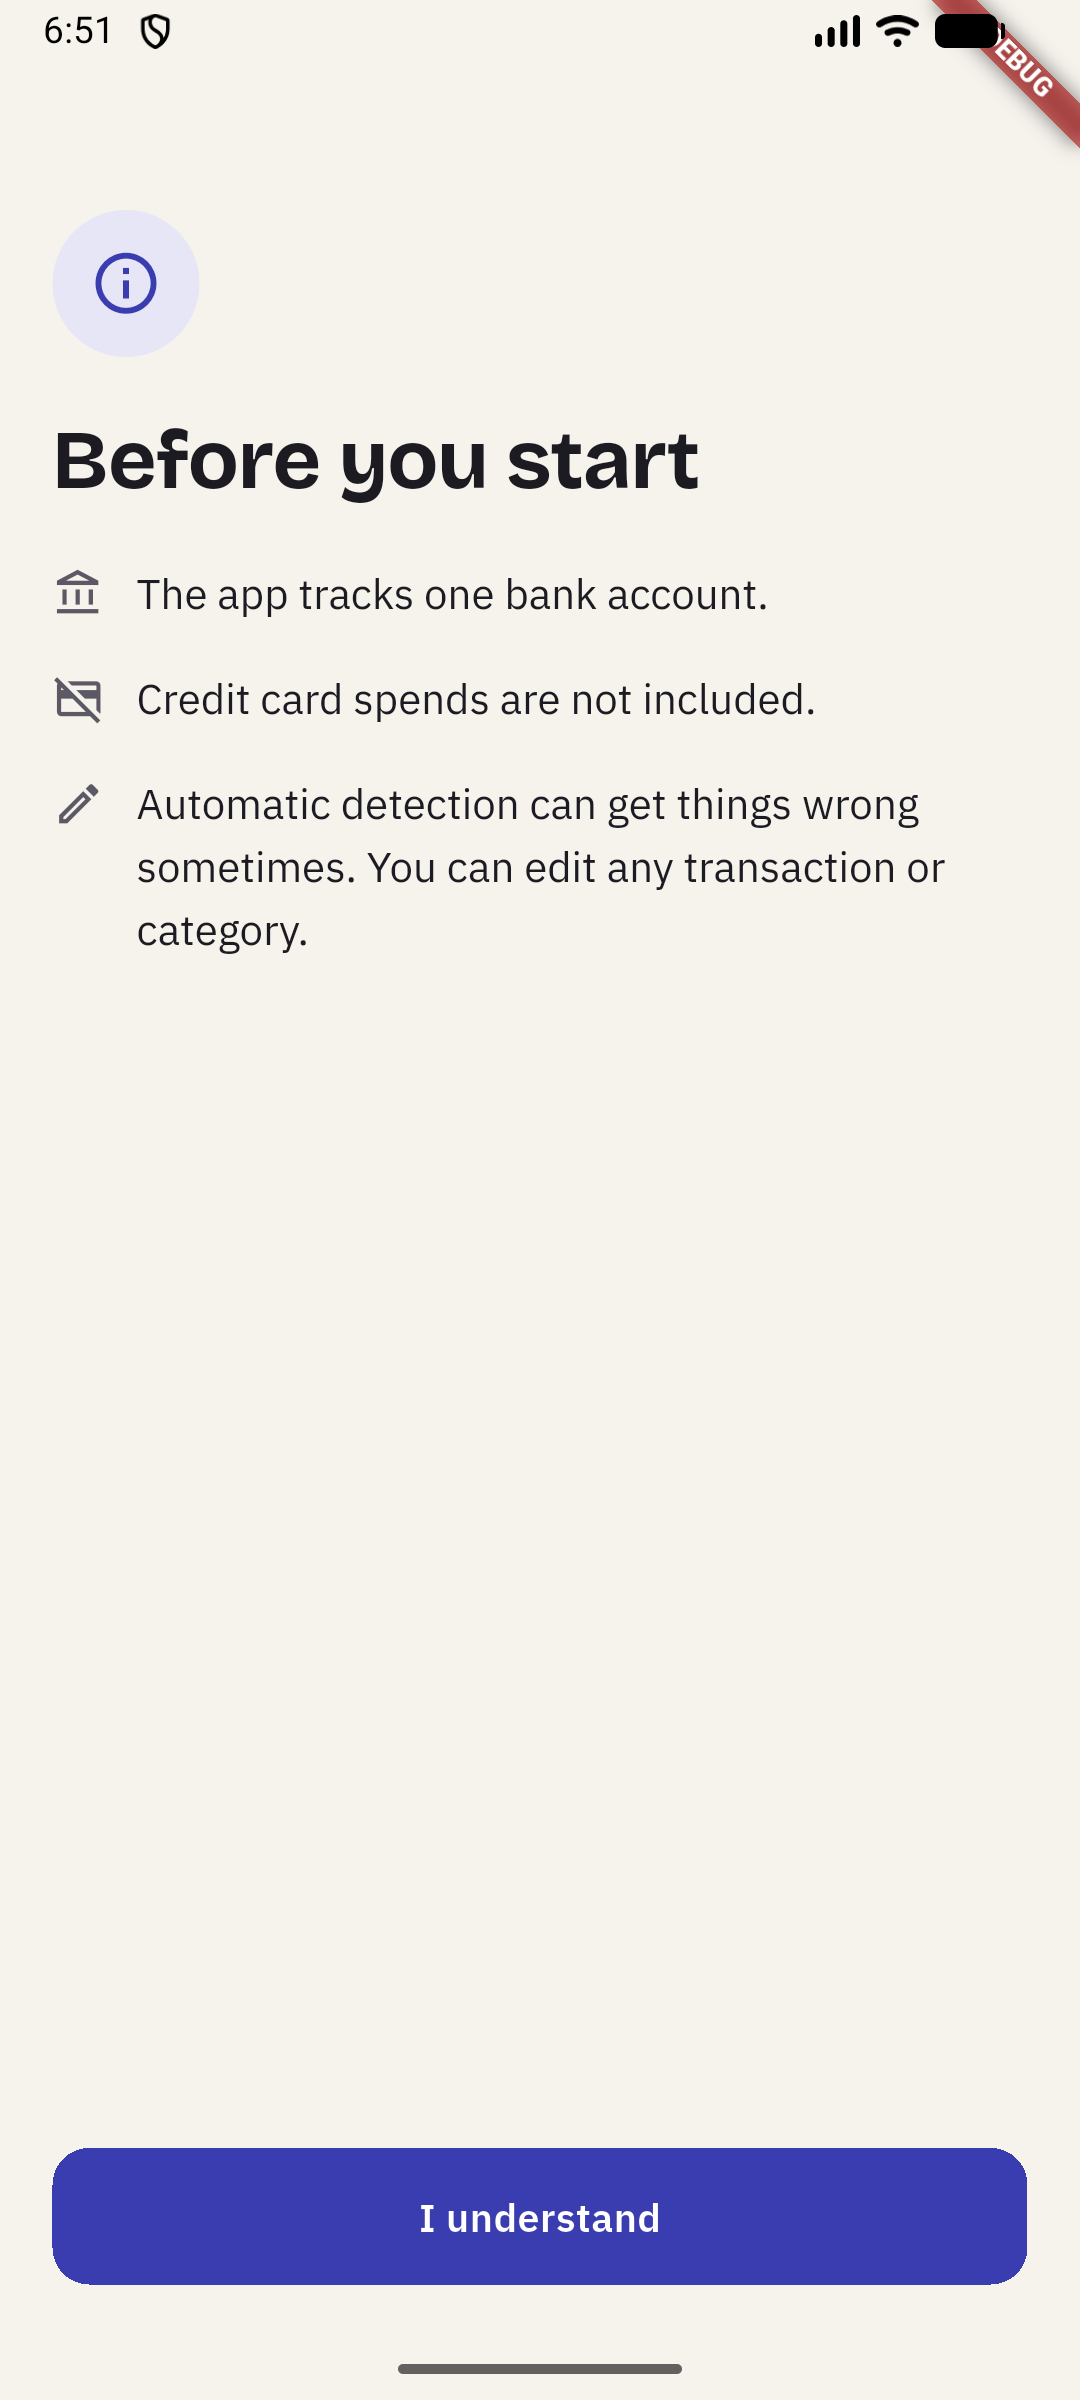 6:51
EBUG
Before you start
The app tracks one bank account.
Credit card spends are not included.
Automatic detection can get things wrong
sometimes. You can edit any transaction or
category.
I understand